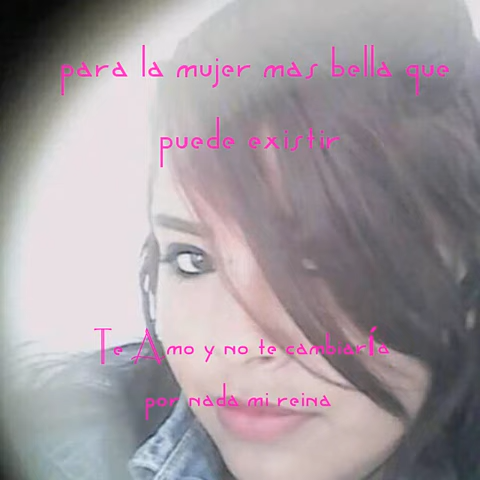 para la mujer mas bella que
puede existir
Te Amo y no te cambiaría
por nada mi reina